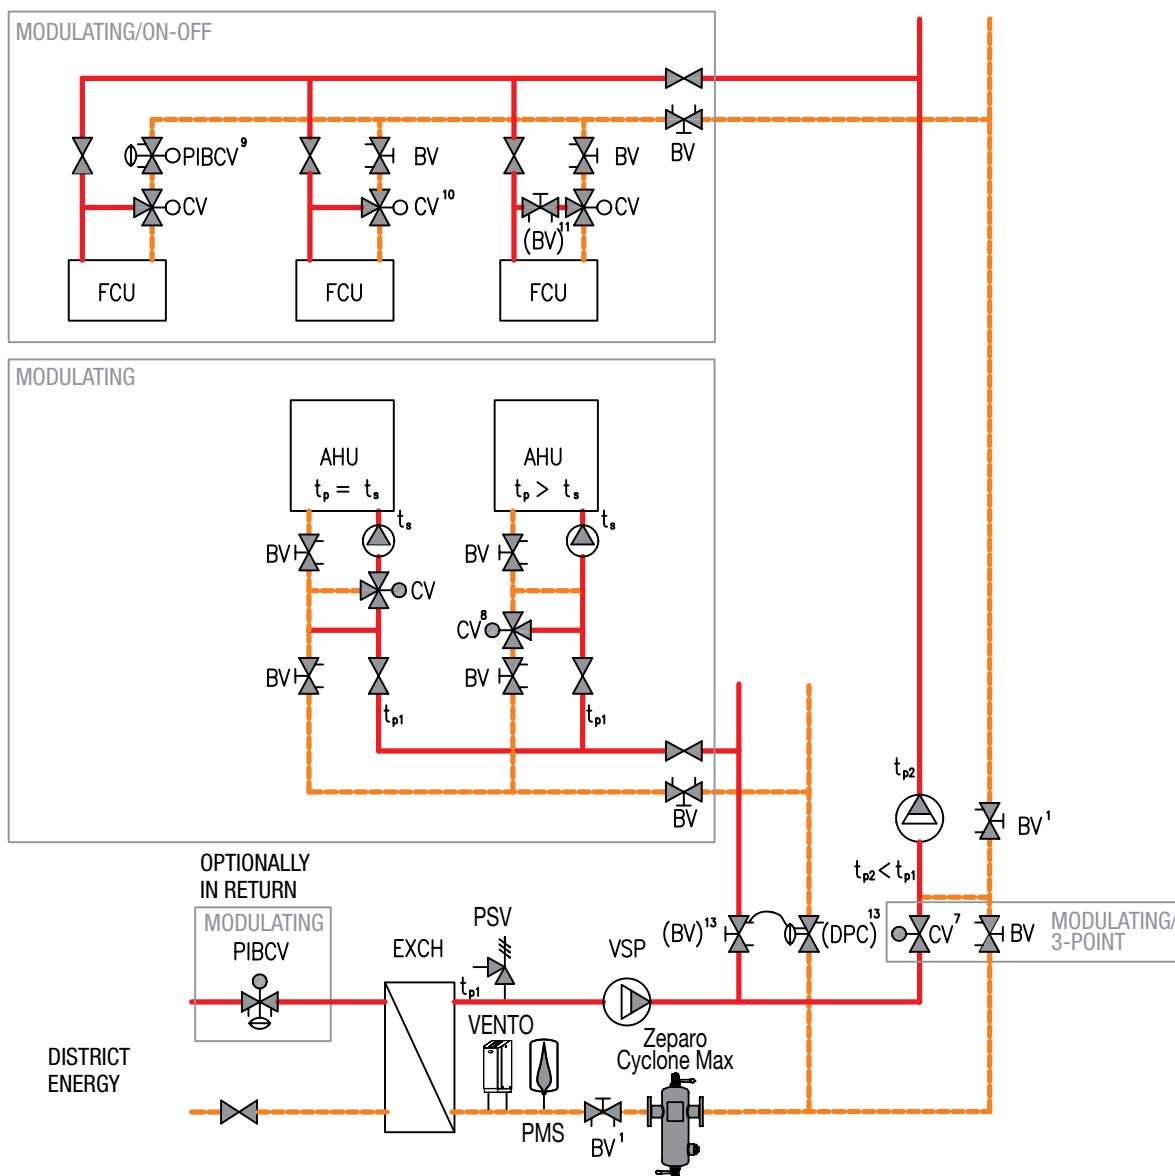 MODULATING/ON-OFF
BV
PIBCV⁹
BV
BV
CV
CV¹⁰
CV
(BV)¹¹
FCU
FCU
FCU
MODULATING
AHU
tₚ = tₛ
AHU
tₚ > tₛ
tₛ
tₛ
BV
BV
CV
CV⁸
BV
BV
tₚ₁
tₚ₁
BV
tₚ₂
BV¹
tₚ₂<tₚ₁
OPTIONALLY
IN RETURN
MODULATING
PIBCV
EXCH
PSV
VSP
(BV)¹³
(DPC)¹³
CV⁷
BV
MODULATING/
3-POINT
tₚ₁
VENTO
Zeparo
Cyclone Max
DISTRICT
ENERGY
PMS
BV¹